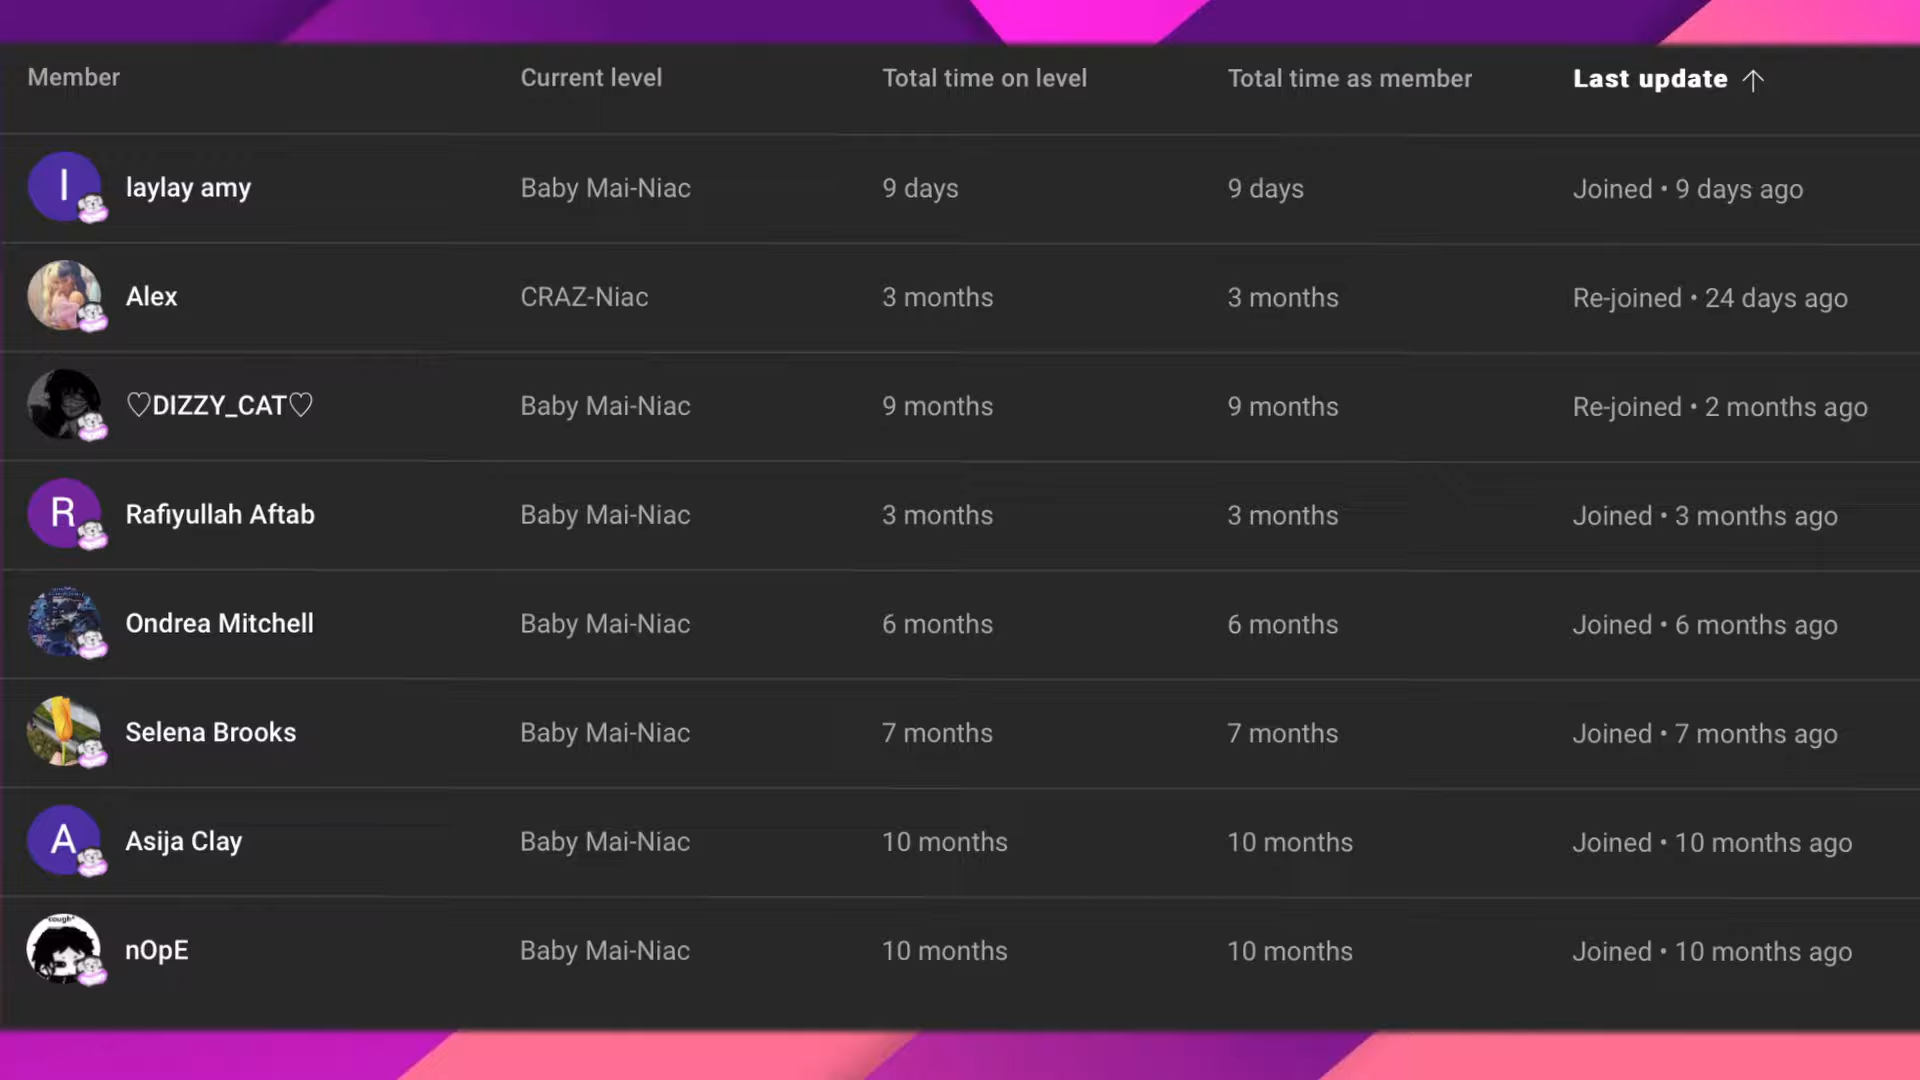 Member Current level Total time on level Total time as member Last update ↑
l laylay amy Baby Mai-Niac 9 days 9 days Joined • 9 days ago
Alex CRAZ-Niac 3 months 3 months Re-joined • 24 days ago
♡DIZZY_CAT♡ Baby Mai-Niac 9 months 9 months Re-joined • 2 months ago
R Rafiyullah Aftab Baby Mai-Niac 3 months 3 months Joined • 3 months ago
Ondrea Mitchell Baby Mai-Niac 6 months 6 months Joined • 6 months ago
Selena Brooks Baby Mai-Niac 7 months 7 months Joined • 7 months ago
A Asija Clay Baby Mai-Niac 10 months 10 months Joined • 10 months ago
cough*
nOpE Baby Mai-Niac 10 months 10 months Joined • 10 months ago